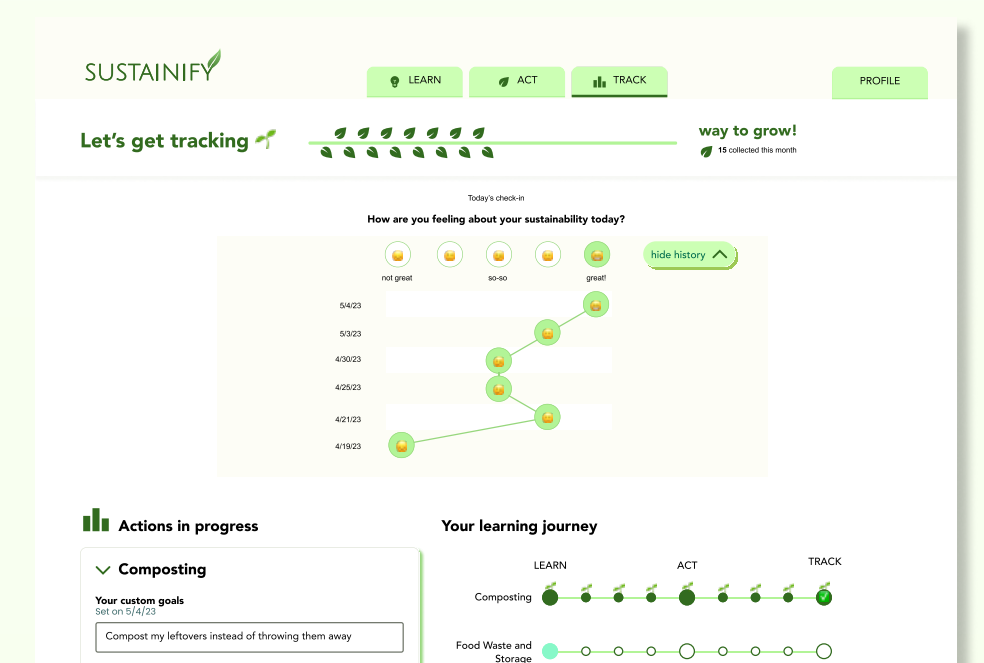 SUSTAINIFY
LEARN
ACT
TRACK
PROFILE
Let's get tracking
way to grow!
15 collected this month
Today's check-in
How are you feeling about your sustainability today?
not great
so-so
great!
hide history
5/4/23
5/3/23
4/30/23
4/25/23
4/21/23
4/19/23
Actions in progress
Composting
Your custom goals
Set on 5/4/23
Compost my leftovers instead of throwing them away
Your learning journey
LEARN
ACT
TRACK
Composting
Food Waste and
Storage